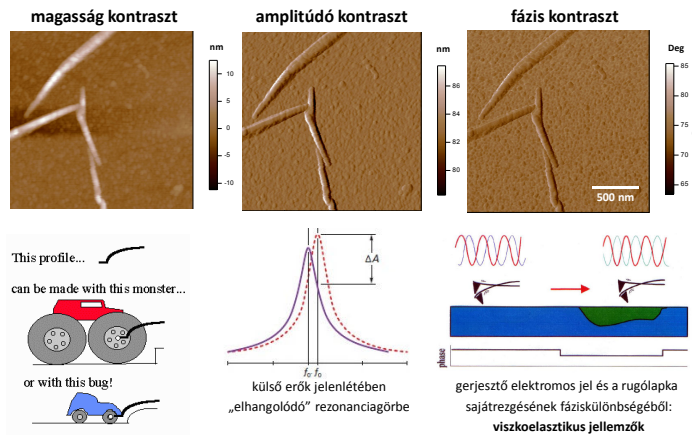 magasság kontraszt
amplitúdó kontraszt
fázis kontraszt
nm
10
5
0
-5
-10
nm
86
84
82
80
Deg
85
80
75
70
65
500 nm
This profile...
can be made with this monster...
or with this bug!
ΔA
f₀' f₀
külső erők jelenlétében
„elhangolódó” rezonanciagörbe
phase
gerjesztő elektromos jel és a rugólapka
sajátrezgésének fáziskülönbségéből:
viszkoelasztikus jellemzők